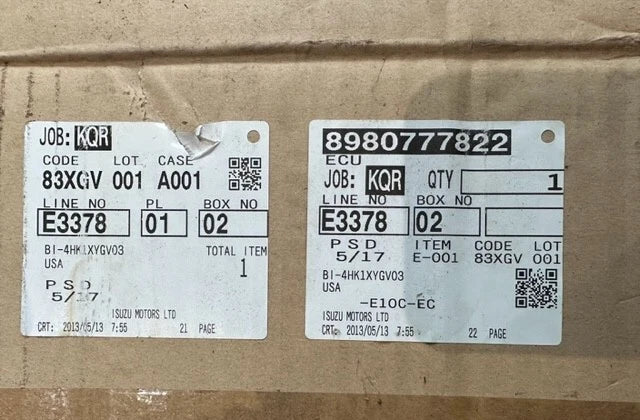 JOB: KQR
CODE LOT CASE
83XGV 001 A001
LINE NO PL BOX NO
E3378 01 02
BI-4HK1XYGV03 TOTAL ITEM
USA 1
PSD
5/17
ISUZU MOTORS LTD
CRT: 2013/05/13 7:55 21 PAGE
8980777822
ECU
JOB: KQR QTY 1
LINE NO BOX NO
E3378 02
PSD ITEM CODE LOT
5/17 E-001 83XGV 001
BI-4HK1XYGV03
USA
-E10C-EC
ISUZU MOTORS LTD
CRT: 2013/05/13 7:55 22 PAGE